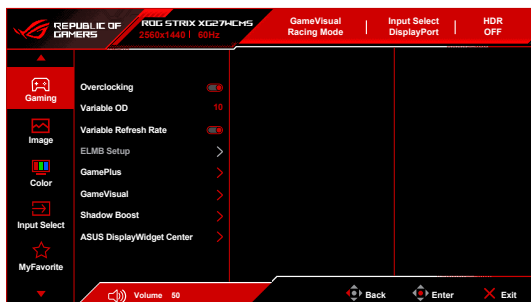 REPUBLIC OF
GAMERS
ROG STRIX XG27WCMS
2560x1440 | 60Hz
GameVisual
Racing Mode
Input Select
DisplayPort
HDR
OFF
Gaming
Image
Color
Input Select
MyFavorite
Overclocking
Variable OD 10
Variable Refresh Rate
ELMB Setup
GamePlus
GameVisual
Shadow Boost
ASUS DisplayWidget Center
Volume 50
Back
Enter
Exit